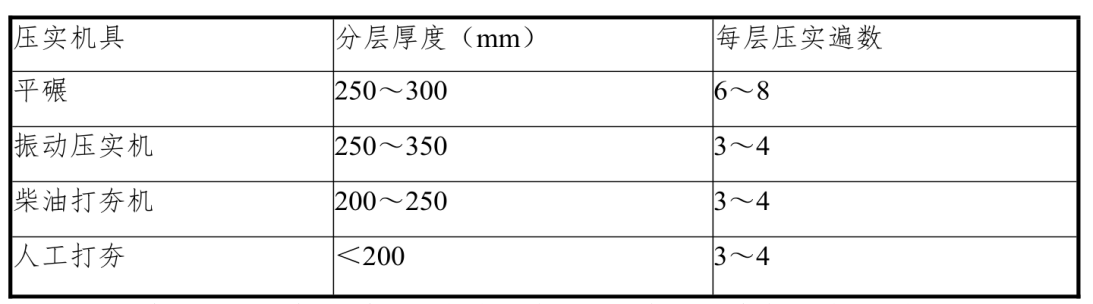 压实机具 分层厚度（mm） 每层压实遍数
平碾 250～300 6～8
振动压实机 250～350 3～4
柴油打夯机 200～250 3～4
人工打夯 ＜200 3～4